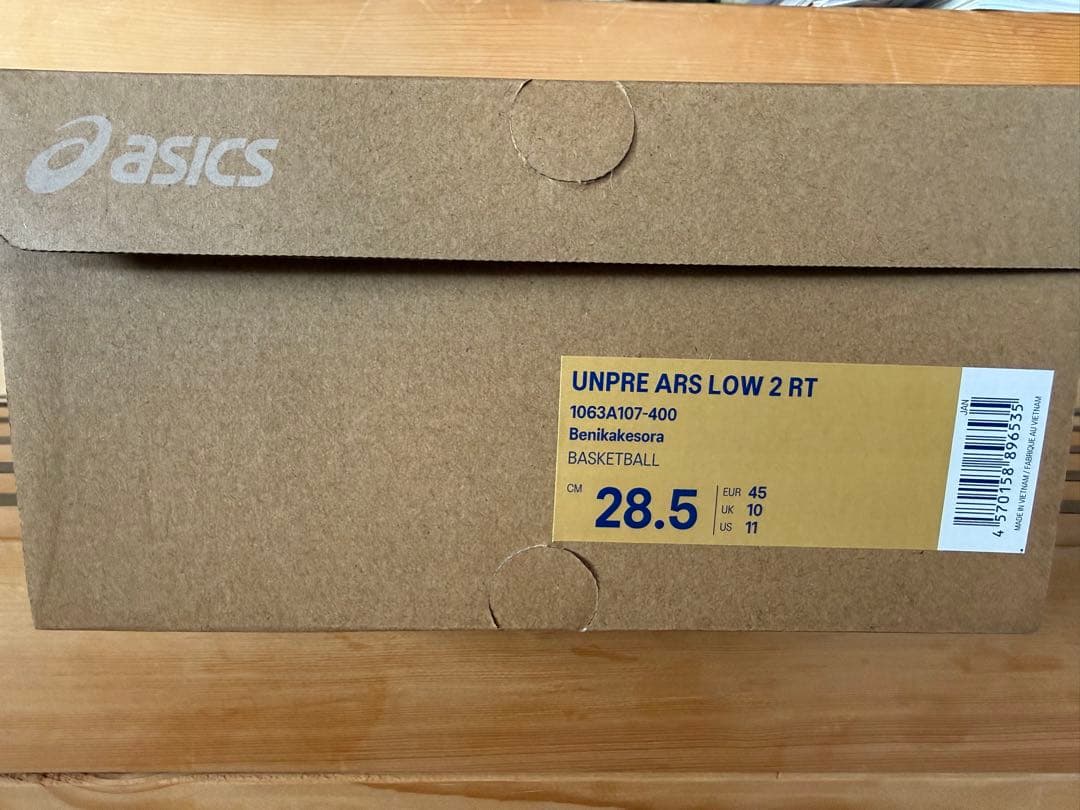 asics
UNPRE ARS LOW 2 RT
1063A107-400
Benikakesora
BASKETBALL
CM 28.5
EUR 45
UK 10
US 11
JAN
4 570158 896535
MADE IN VIETNAM / FABRIQUE AU VIETNAM